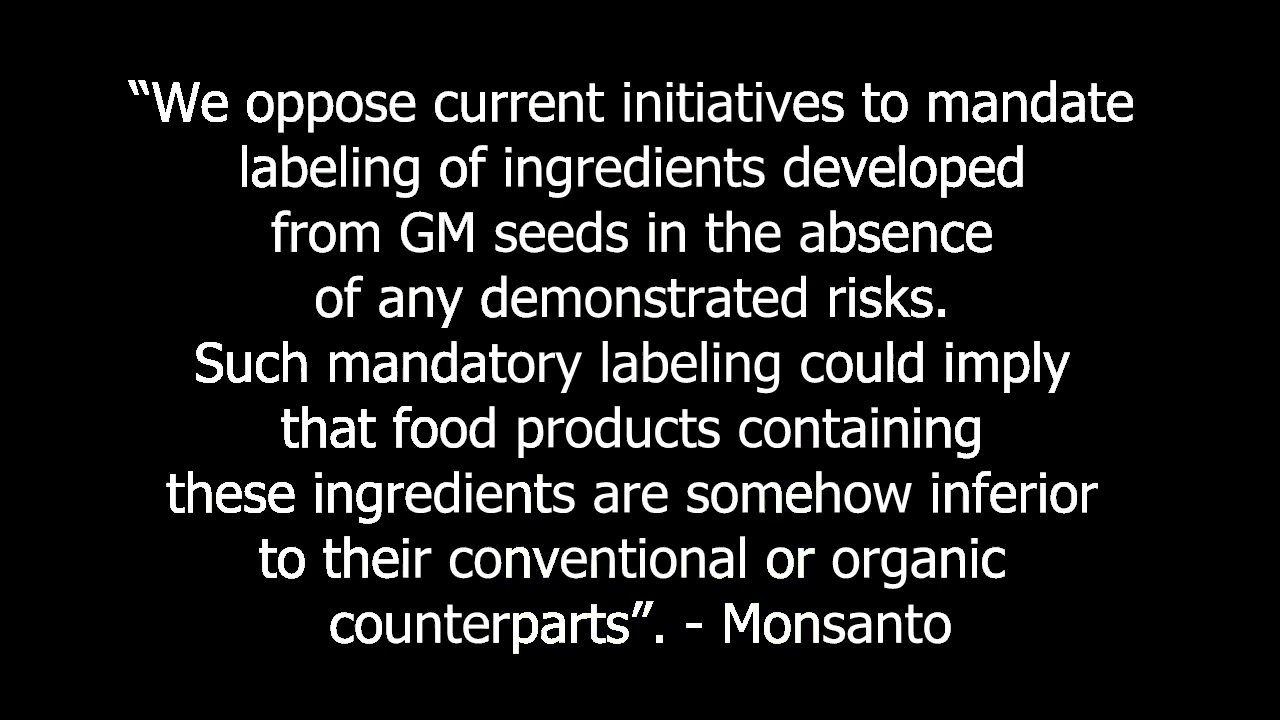 “We oppose current initiatives to mandate
labeling of ingredients developed
from GM seeds in the absence
of any demonstrated risks.
Such mandatory labeling could imply
that food products containing
these ingredients are somehow inferior
to their conventional or organic
counterparts”. - Monsanto